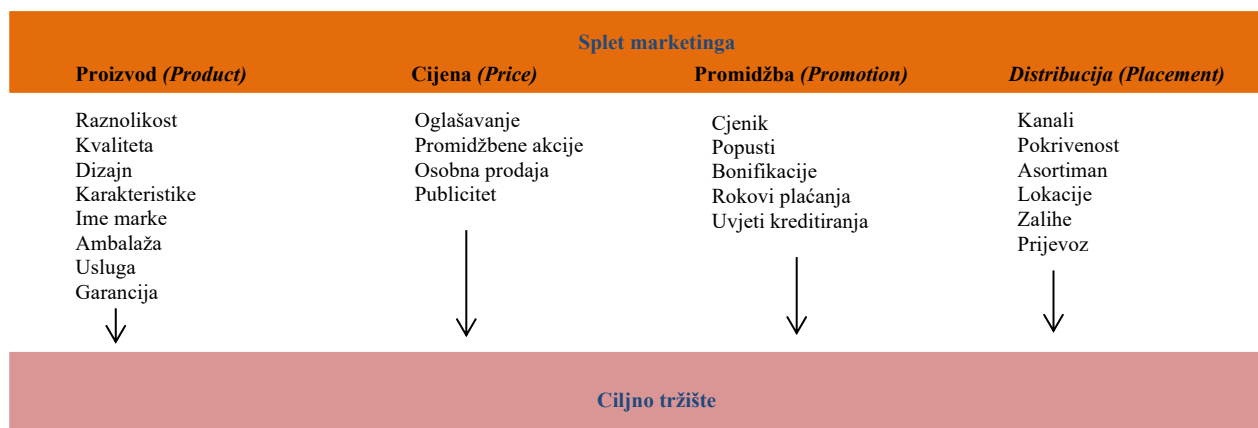 Splet marketinga
Proizvod (Product)
Cijena (Price)
Promidžba (Promotion)
Distribucija (Placement)
Raznolikost
Kvaliteta
Dizajn
Karakteristike
Ime marke
Ambalaža
Usluga
Garancija
Oglašavanje
Promidžbene akcije
Osobna prodaja
Publicitet
Cjenik
Popusti
Bonifikacije
Rokovi plaćanja
Uvjeti kreditiranja
Kanali
Pokrivenost
Asortiman
Lokacije
Zalihe
Prijevoz
Ciljno tržište